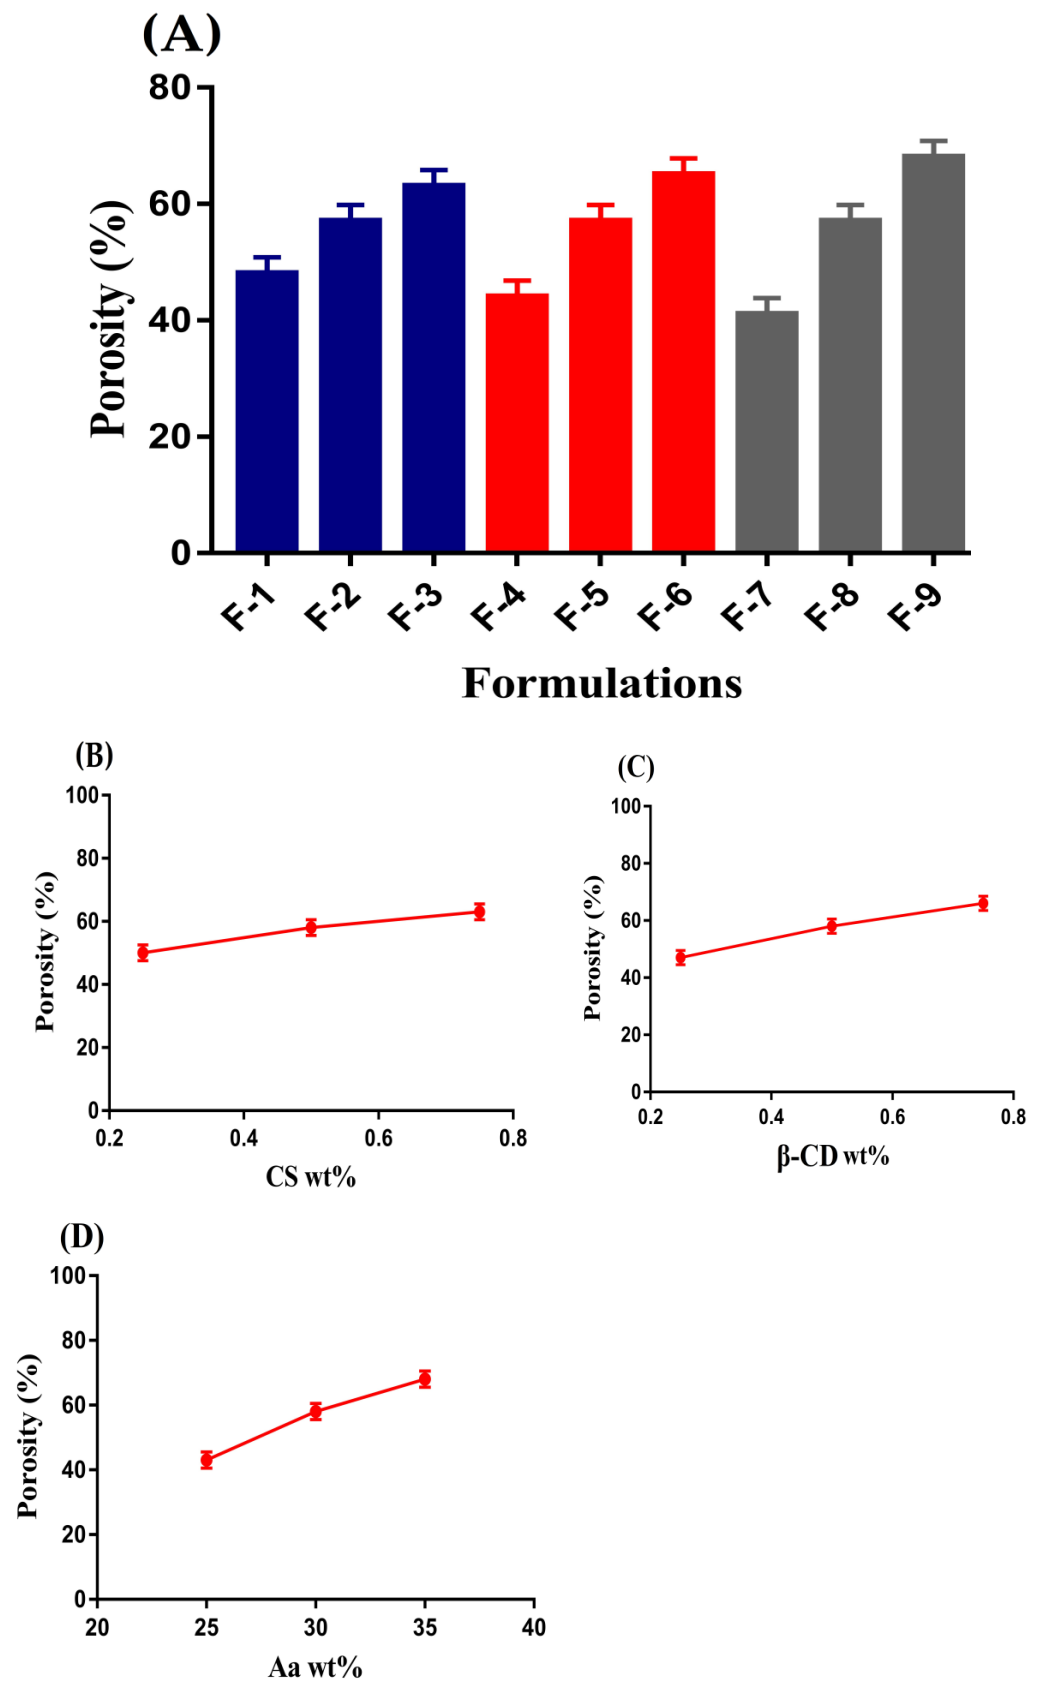 (A)
80
60
40
20
0
Porosity (%)
F-1 F-2 F-3 F-4 F-5 F-6 F-7 F-8 F-9
Formulations
(B)
100
80
60
40
20
0
Porosity (%)
0.2 0.4 0.6 0.8
CS wt%
(C)
100
80
60
40
20
0
Porosity (%)
0.2 0.4 0.6 0.8
β-CD wt%
(D)
100
80
60
40
20
0
Porosity (%)
20 25 30 35 40
Aa wt%